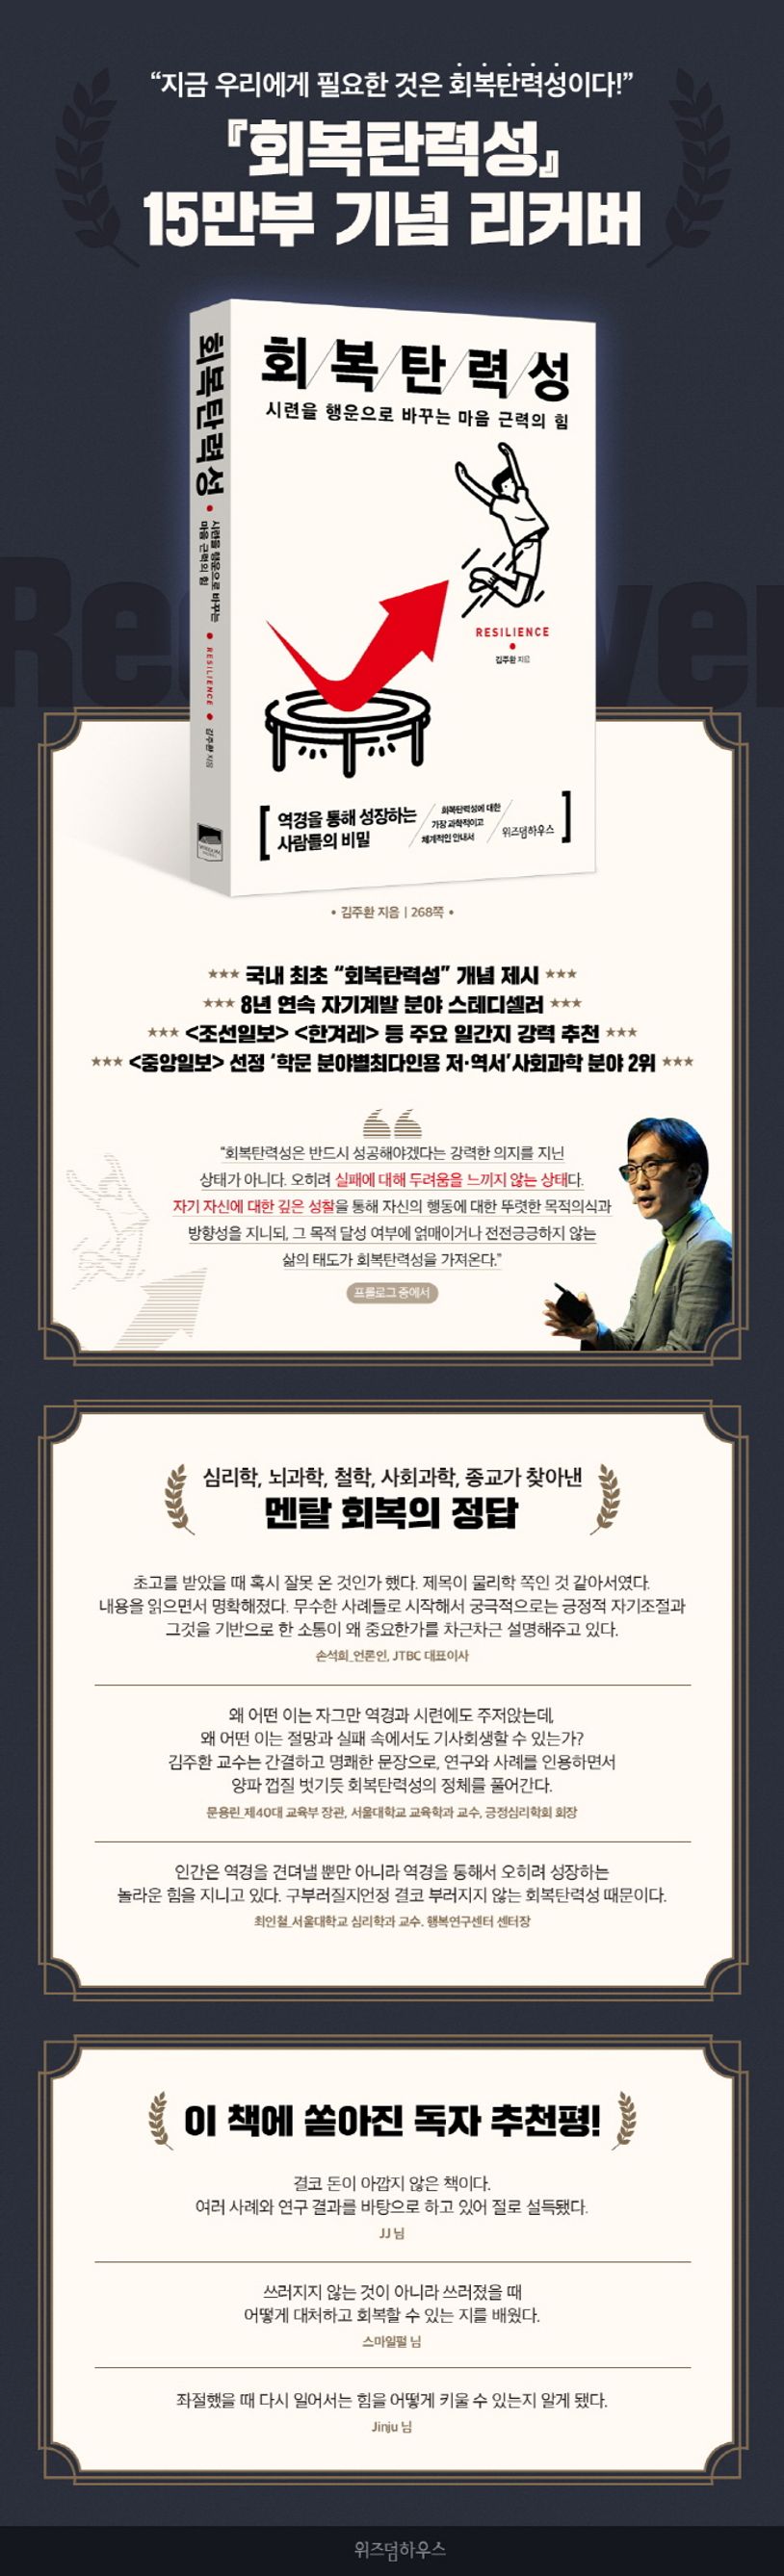 “지금 우리에게 필요한 것은 회복탄력성이다!”
『회복탄력성』
15만부 기념 리커버
회복탄력성
시련을 행운으로 바꾸는 마음 근력의 힘
RESILIENCE
김주환 지음
회복탄력성
시련을 행운으로 바꾸는
마음 근력의 힘
RESILIENCE
김주환 지음
역경을 통해 성장하는
사람들의 비밀
회복탄력성에 대한
가장 과학적이고
체계적인 안내서
위즈덤하우스
• 김주환 지음 | 268쪽 •
★★★ 국내 최초 “회복탄력성” 개념 제시 ★★★
★★★ 8년 연속 자기계발 분야 스테디셀러 ★★★
★★★ <조선일보> <한겨레> 등 주요 일간지 강력 추천 ★★★
★★★ <중앙일보> 선정 ‘학문 분야별최다인용 저·역서’사회과학 분야 2위 ★★★
“회복탄력성은 반드시 성공해야겠다는 강력한 의지를 지닌
상태가 아니다. 오히려 실패에 대해 두려움을 느끼지 않는 상태다.
자기 자신에 대한 깊은 성찰을 통해 자신의 행동에 대한 뚜렷한 목적의식과
방향성을 지니되, 그 목적 달성 여부에 얽매이거나 전전긍긍하지 않는
삶의 태도가 회복탄력성을 가져온다.”
프롤로그 중에서
심리학, 뇌과학, 철학, 사회과학, 종교가 찾아낸
멘탈 회복의 정답
초고를 받았을 때 혹시 잘못 온 것인가 했다. 제목이 물리학 쪽인 것 같아서였다.
내용을 읽으면서 명확해졌다. 무수한 사례들로 시작해서 궁극적으로는 긍정적 자기조절과
그것을 기반으로 한 소통이 왜 중요한가를 차근차근 설명해주고 있다.
손석희_언론인, JTBC 대표이사
왜 어떤 이는 자그만 역경과 시련에도 주저앉는데,
왜 어떤 이는 절망과 실패 속에서도 기사회생할 수 있는가?
김주환 교수는 간결하고 명쾌한 문장으로, 연구와 사례를 인용하면서
양파 껍질 벗기듯 회복탄력성의 정체를 풀어간다.
문용린_제40대 교육부 장관, 서울대학교 교육학과 교수, 긍정심리학회 회장
인간은 역경을 견뎌낼 뿐만 아니라 역경을 통해서 오히려 성장하는
놀라운 힘을 지니고 있다. 구부러질지언정 결코 부러지지 않는 회복탄력성 때문이다.
최인철_서울대학교 심리학과 교수. 행복연구센터 센터장
이 책에 쏟아진 독자 추천평!
결코 돈이 아깝지 않은 책이다.
여러 사례와 연구 결과를 바탕으로 하고 있어 절로 설득됐다.
JJ 님
쓰러지지 않는 것이 아니라 쓰러졌을 때
어떻게 대처하고 회복할 수 있는 지를 배웠다.
스마일펄 님
좌절했을 때 다시 일어서는 힘을 어떻게 키울 수 있는지 알게 됐다.
Jinju 님
위즈덤하우스